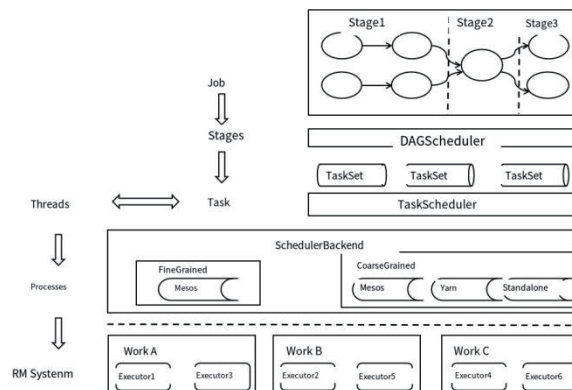 Stage1 Stage2 Stage3
Job
Stages
DAGScheduler
TaskSet TaskSet TaskSet
Threads Task TaskScheduler
SchedulerBackend
FineGrained CoarseGrained
Processes Mesos Mesos Yarn Standalone
RM Systenm Work A Work B Work C
Executor1 Executor3 Executor2 Executor5 Executor4 Executor6